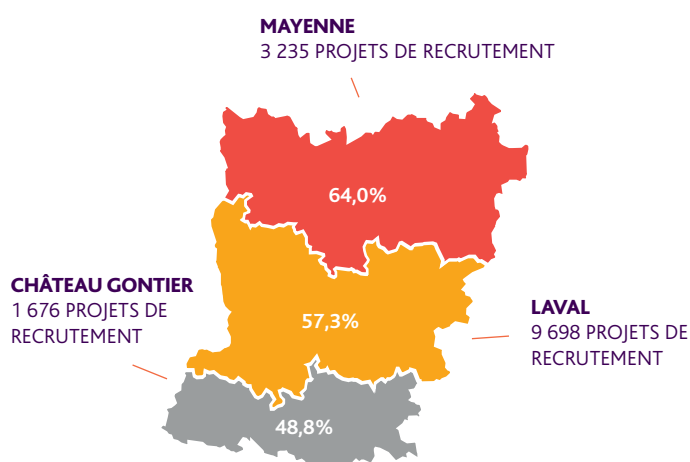 MAYENNE
3 235 PROJETS DE RECRUTEMENT
64,0%
CHÂTEAU GONTIER
1 676 PROJETS DE
RECRUTEMENT
57,3%
LAVAL
9 698 PROJETS DE
RECRUTEMENT
48,8%